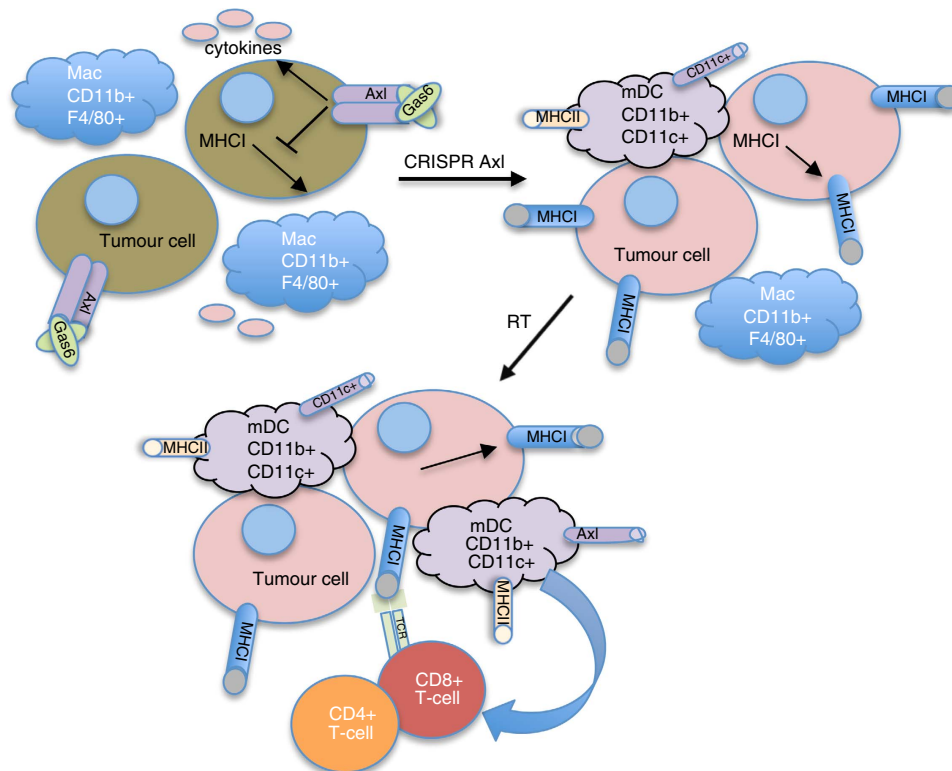 cytokines
Mac
CD11b+
F4/80+
Axl
Gas6
MHCI
Tumour cell
Axl
Gas6
Mac
CD11b+
F4/80+
CRISPR Axl
CD11c+
mDC
CD11b+
CD11c+
MHCII
MHCI
MHCI
MHCI
MHCI
Tumour cell
MHCI
Mac
CD11b+
F4/80+
RT
CD11c+
mDC
CD11b+
CD11c+
MHCII
MHCI
Tumour cell
MHCI
MHCI
mDC
CD11b+
CD11c+
Axl
MHCII
TCR
CD8+
T-cell
CD4+
T-cell